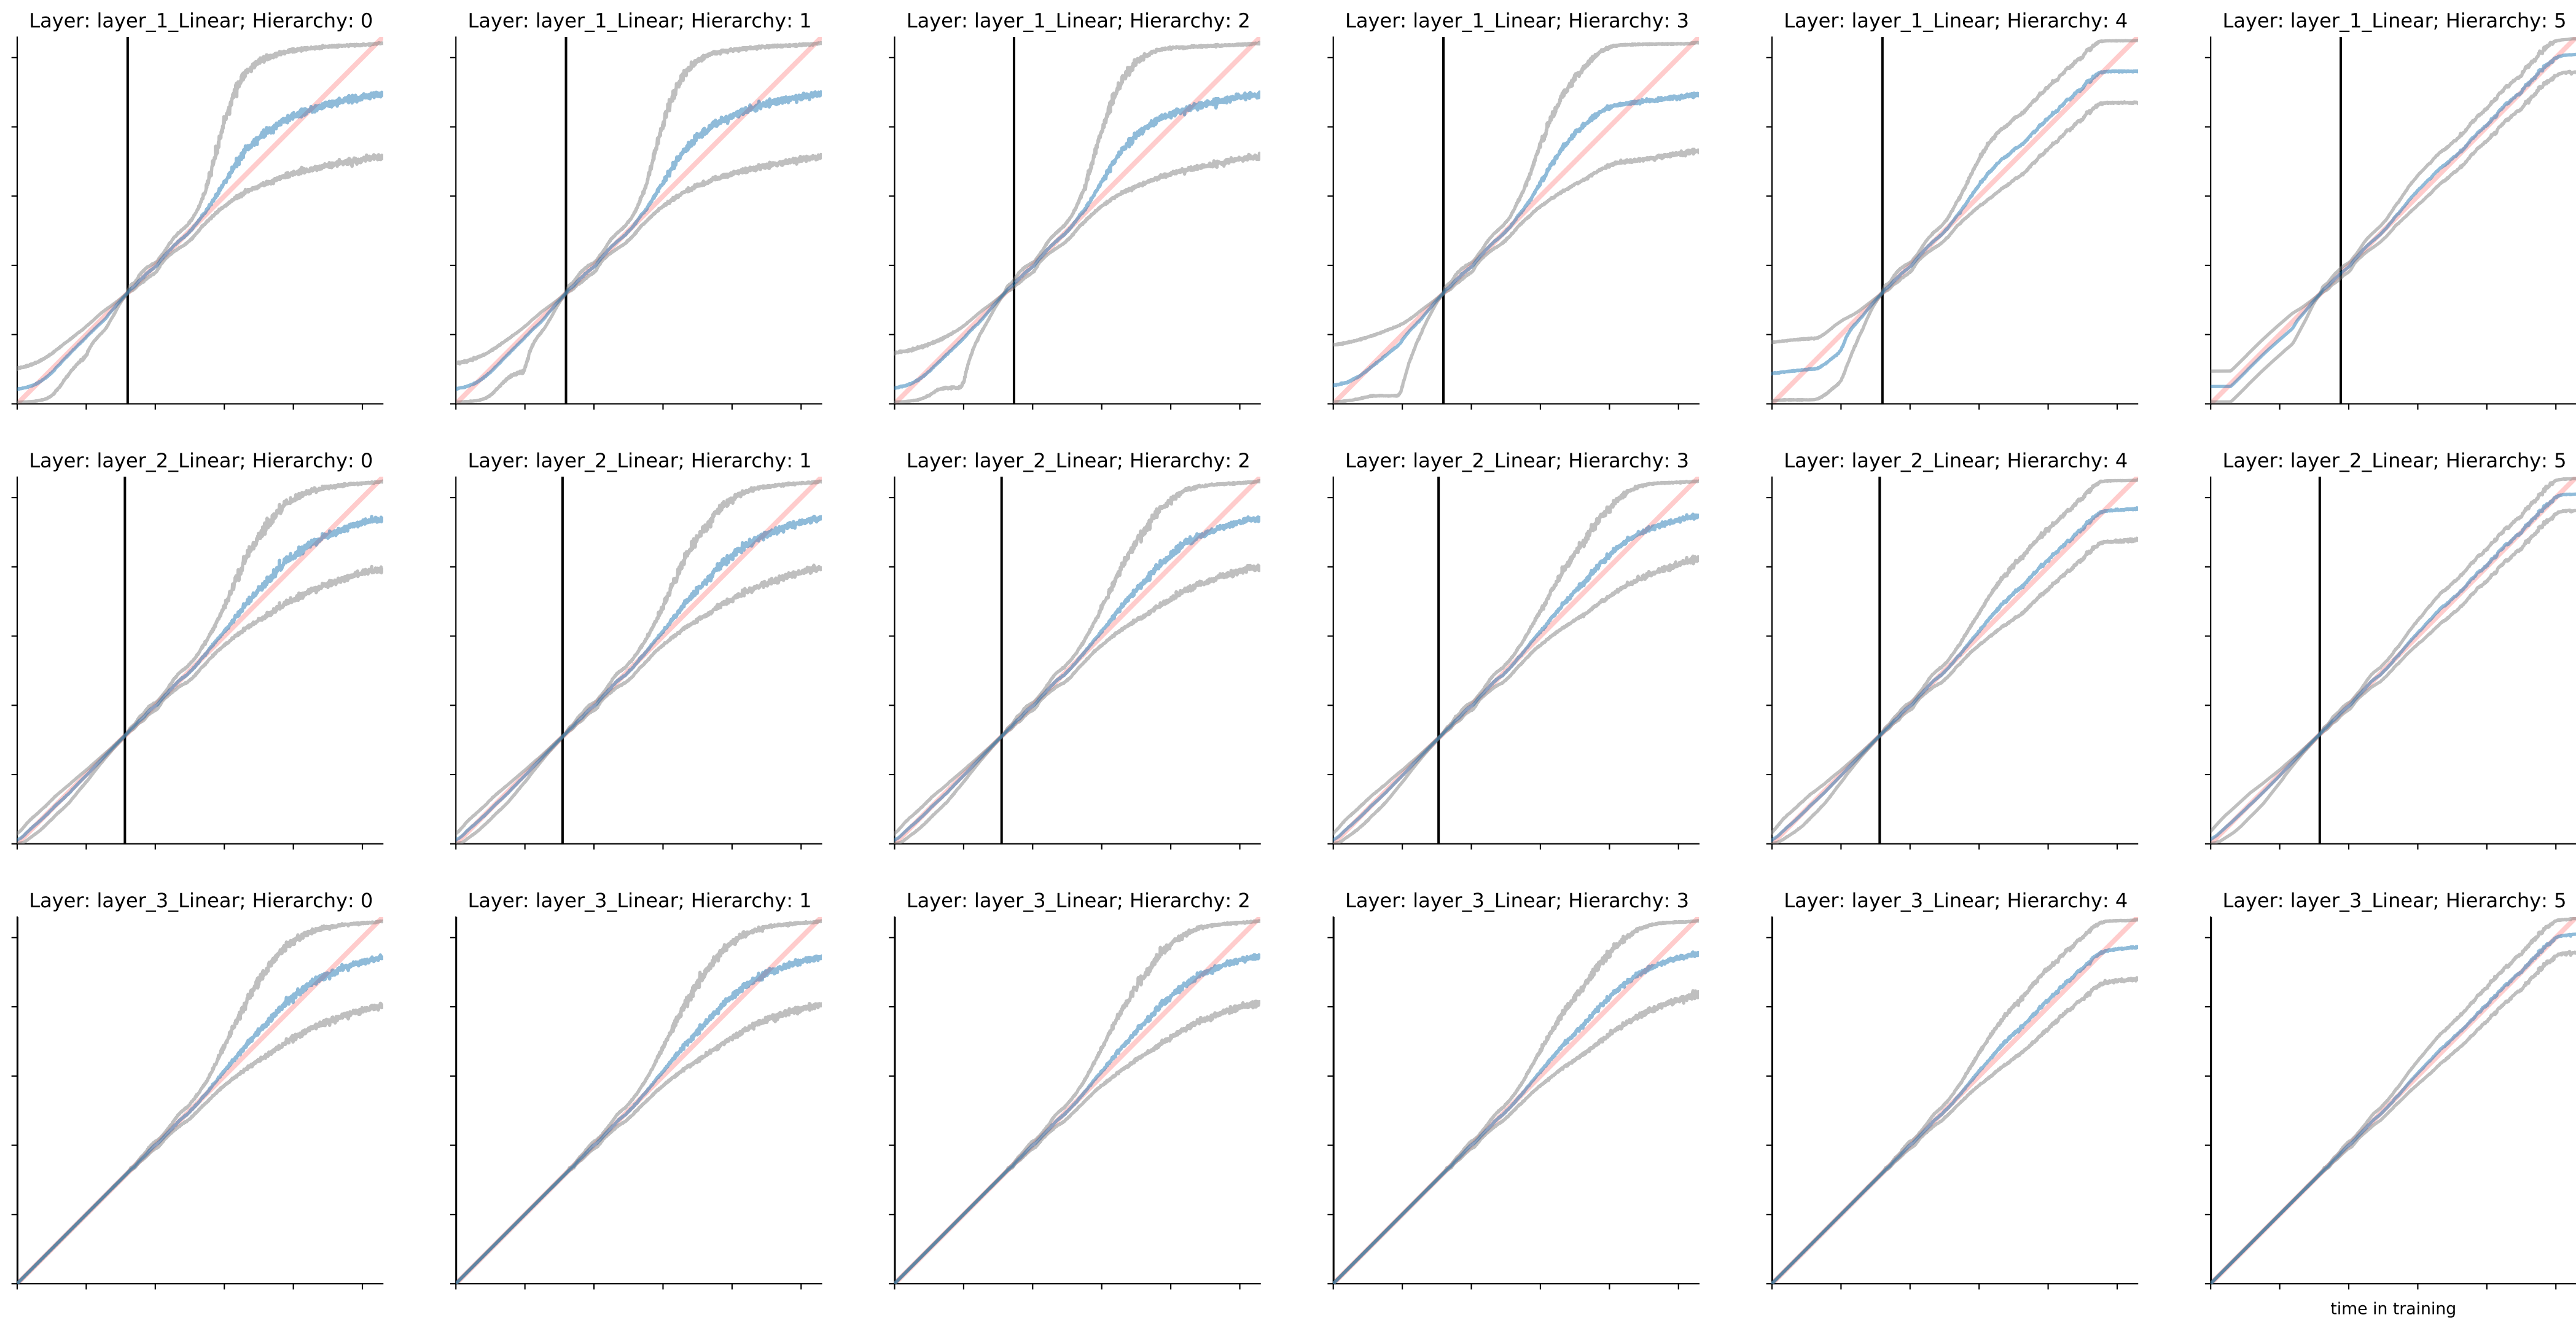 Layer: layer_1_Linear; Hierarchy: 0
Layer: layer_1_Linear; Hierarchy: 1
Layer: layer_1_Linear; Hierarchy: 2
Layer: layer_1_Linear; Hierarchy: 3
Layer: layer_1_Linear; Hierarchy: 4
Layer: layer_1_Linear; Hierarchy: 5
Layer: layer_2_Linear; Hierarchy: 0
Layer: layer_2_Linear; Hierarchy: 1
Layer: layer_2_Linear; Hierarchy: 2
Layer: layer_2_Linear; Hierarchy: 3
Layer: layer_2_Linear; Hierarchy: 4
Layer: layer_2_Linear; Hierarchy: 5
Layer: layer_3_Linear; Hierarchy: 0
Layer: layer_3_Linear; Hierarchy: 1
Layer: layer_3_Linear; Hierarchy: 2
Layer: layer_3_Linear; Hierarchy: 3
Layer: layer_3_Linear; Hierarchy: 4
Layer: layer_3_Linear; Hierarchy: 5
time in training